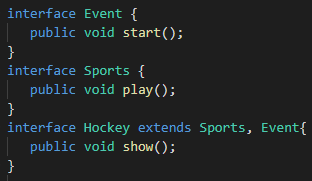 interface Event {
   public void start();
}
interface Sports {
   public void play();
}
interface Hockey extends Sports, Event{
   public void show();
}